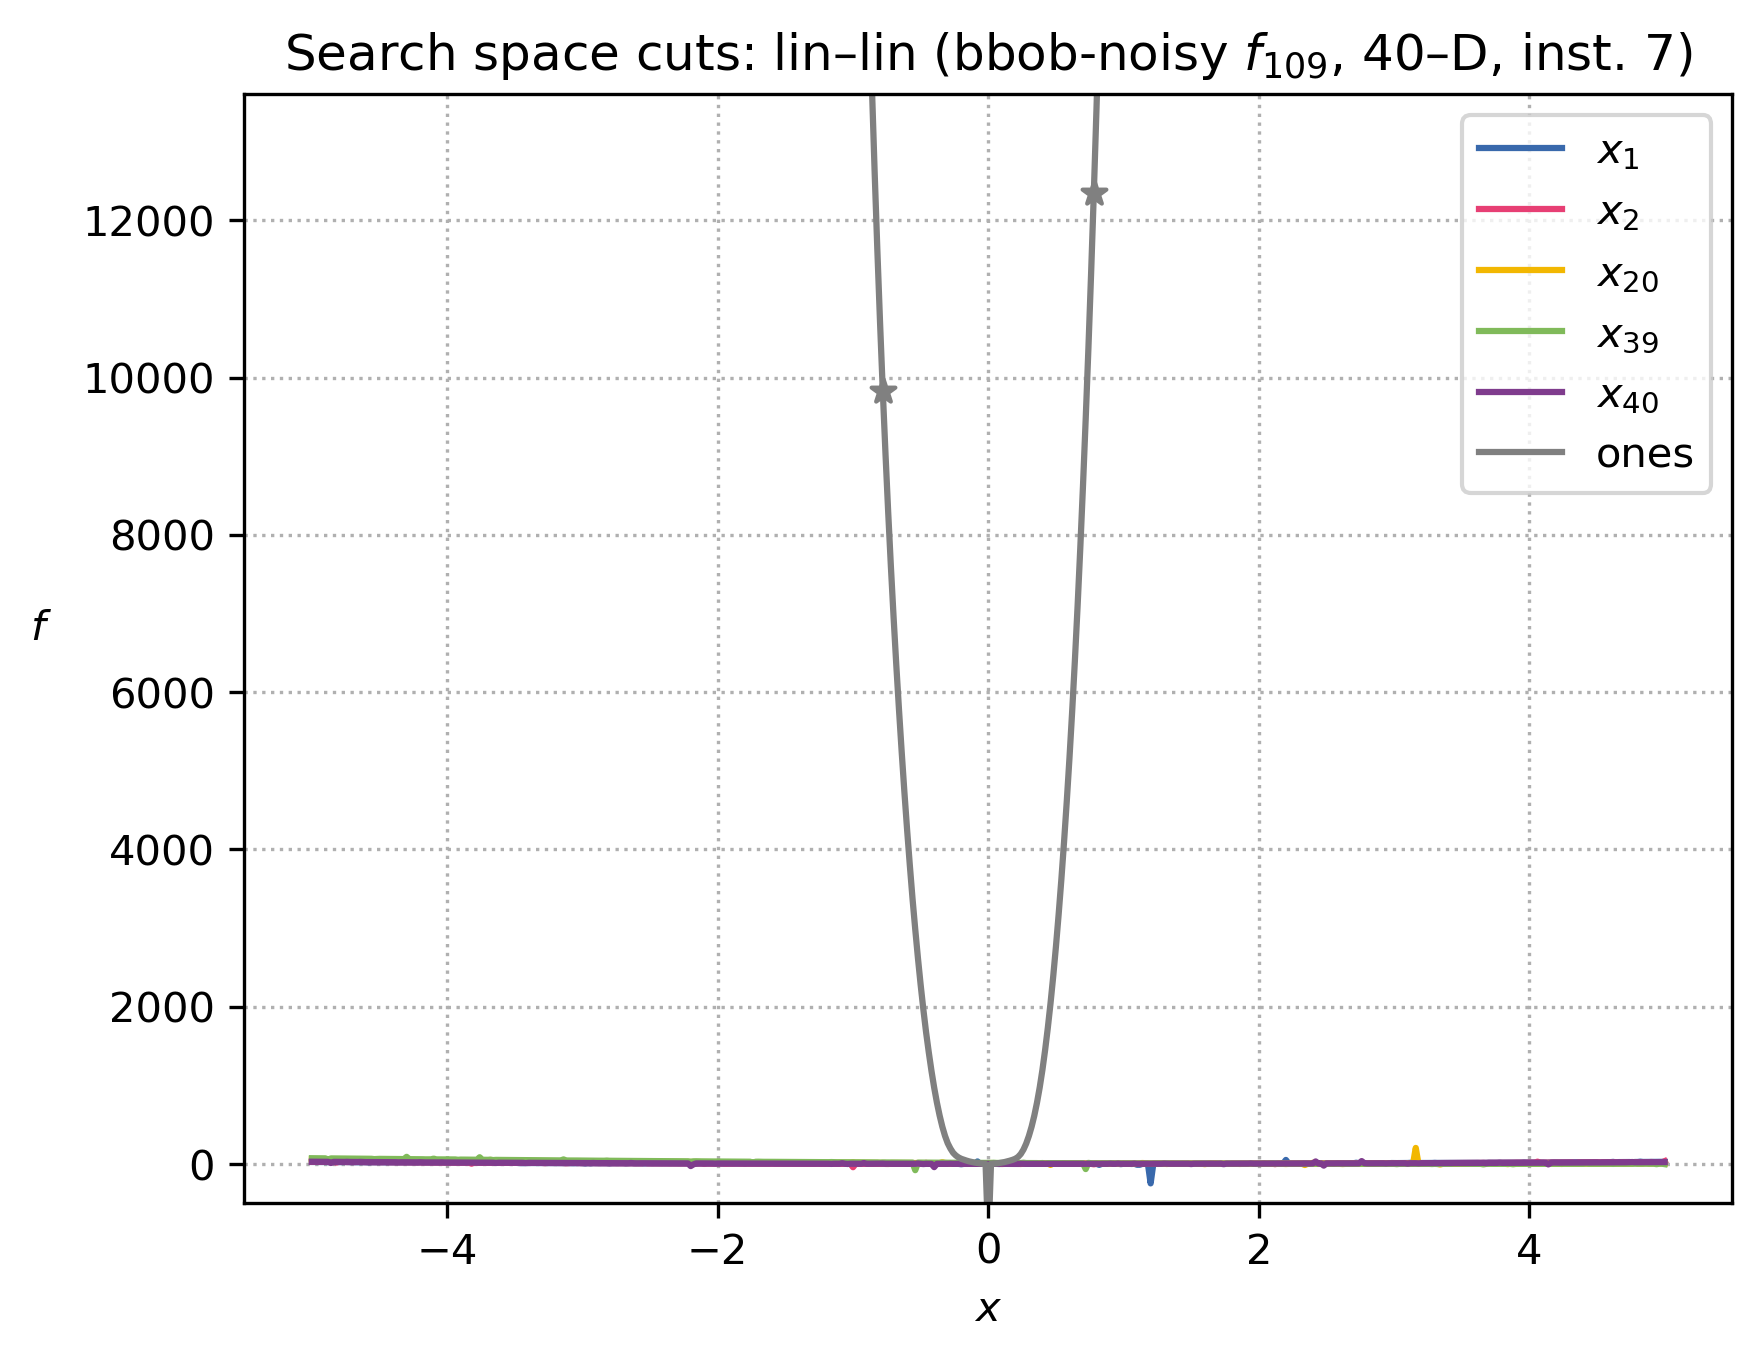 Search space cuts: lin–lin (bbob-noisy f109, 40–D, inst. 7)
x1
x2
x20
x39
x40
ones
12000
10000
8000
6000
4000
2000
0
f
−4 −2 0 2 4
x